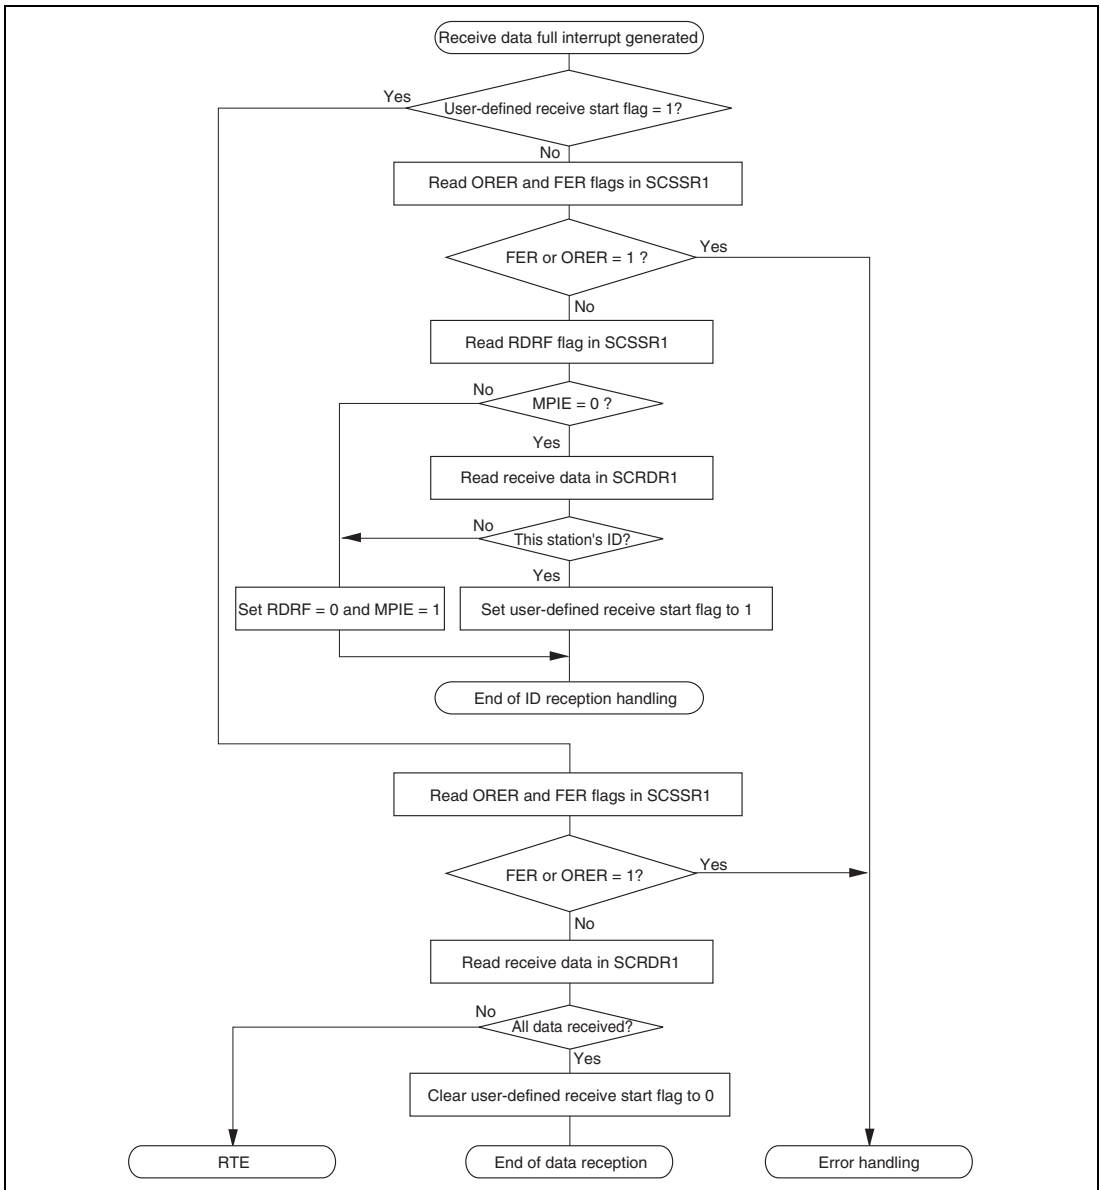 Receive data full interrupt generated
Yes
User-defined receive start flag = 1?
No
Read ORER and FER flags in SCSSR1
Yes
FER or ORER = 1 ?
No
Read RDRF flag in SCSSR1
No
MPIE = 0 ?
Yes
Read receive data in SCRDR1
No
This station's ID?
Yes
Set RDRF = 0 and MPIE = 1
Set user-defined receive start flag to 1
End of ID reception handling
Read ORER and FER flags in SCSSR1
Yes
FER or ORER = 1?
No
Read receive data in SCRDR1
No
All data received?
Yes
Clear user-defined receive start flag to 0
RTE
End of data reception
Error handling